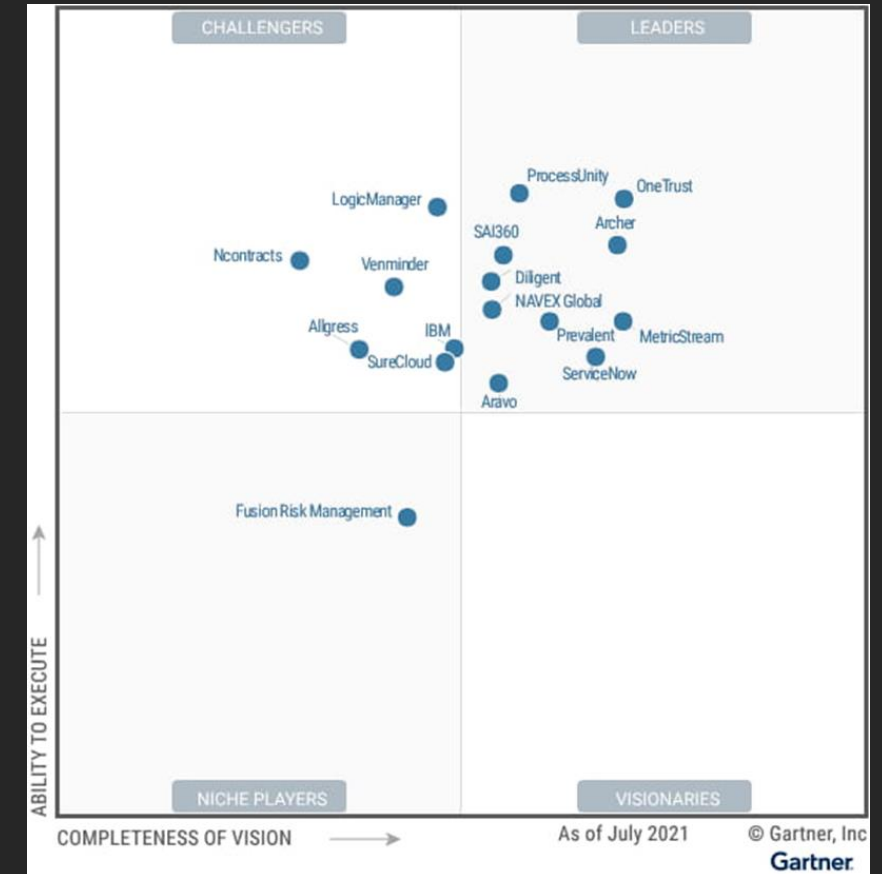 CHALLENGERS
LEADERS
ProcessUnity
OneTrust
LogicManager
Archer
SAI360
Ncontracts
Venminder
Diligent
NAVEX Global
Allgress
IBM
Prevalent
MetricStream
SureCloud
ServiceNow
Aravo
Fusion Risk Management
ABILITY TO EXECUTE
NICHE PLAYERS
VISIONARIES
COMPLETENESS OF VISION
As of July 2021
© Gartner, Inc
Gartner